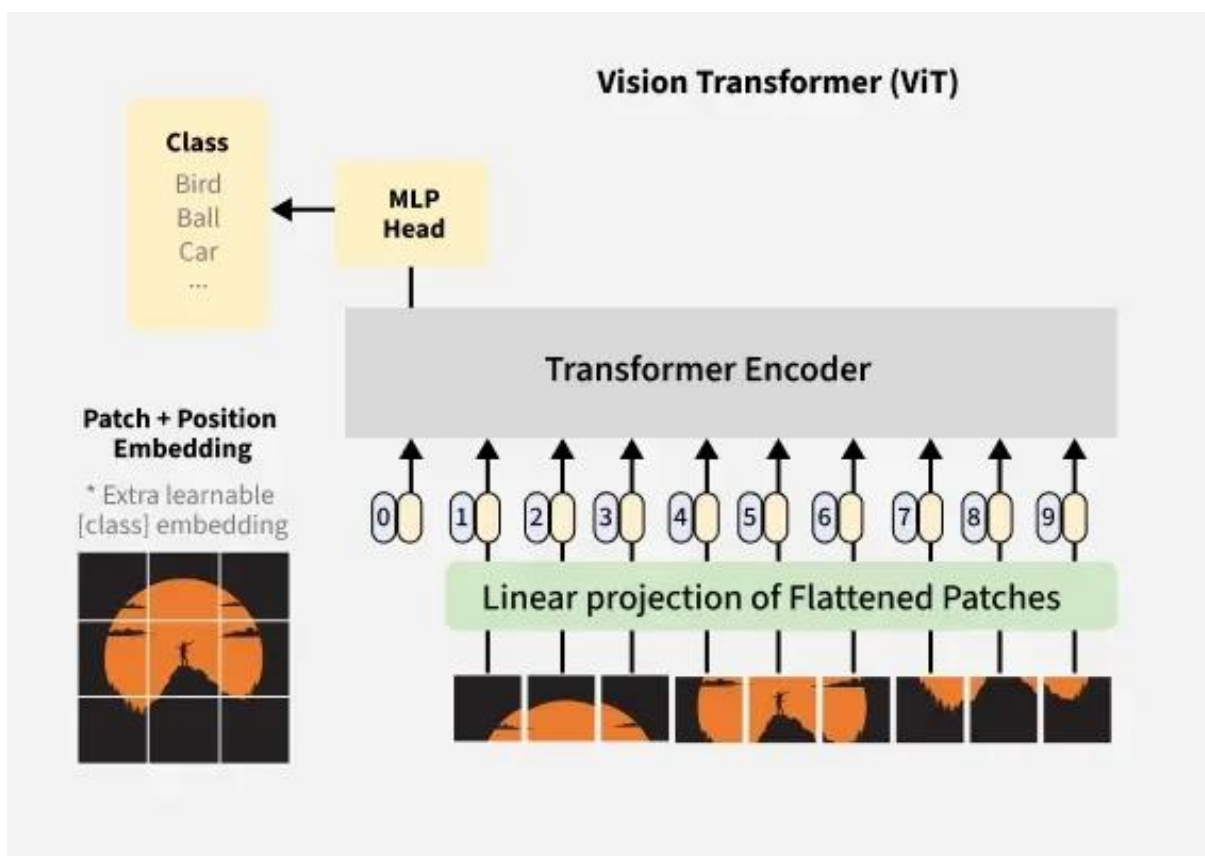 Vision Transformer (ViT)
Class
Bird
Ball
Car
...
MLP
Head
Transformer Encoder
Patch + Position
Embedding
* Extra learnable
[class] embedding
0 1 2 3 4 5 6 7 8 9
Linear projection of Flattened Patches